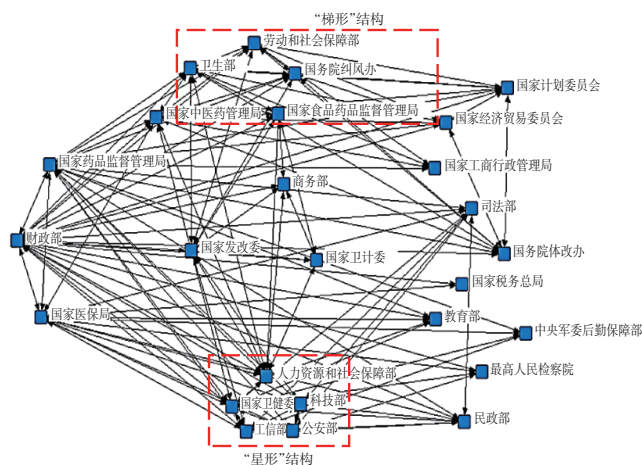 “梯形”结构
劳动和社会保障部
卫生部
国务院纠风办
国家计划委员会
国家中医药管理局
国家食品药品监督管理局
国家经济贸易委员会
国家药品监督管理局
国家工商行政管理局
商务部
司法部
财政部
国家发改委
国家卫计委
国务院体改办
国家税务总局
国家医保局
教育部
中央军委后勤保障部
人力资源和社会保障部
最高人民检察院
国家卫健委
科技部
工信部
公安部
民政部
“星形”结构